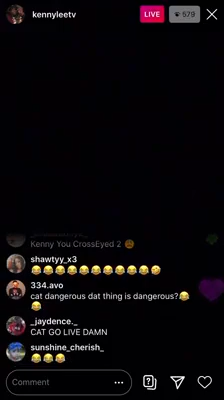 kennyleetv
LIVE
579
Kenny You CrossEyed 2
shawtyy_x3
334.avo
cat dangerous dat thing is dangerous?
_jaydence._
CAT GO LIVE DAMN
sunshine_cherish_
Comment